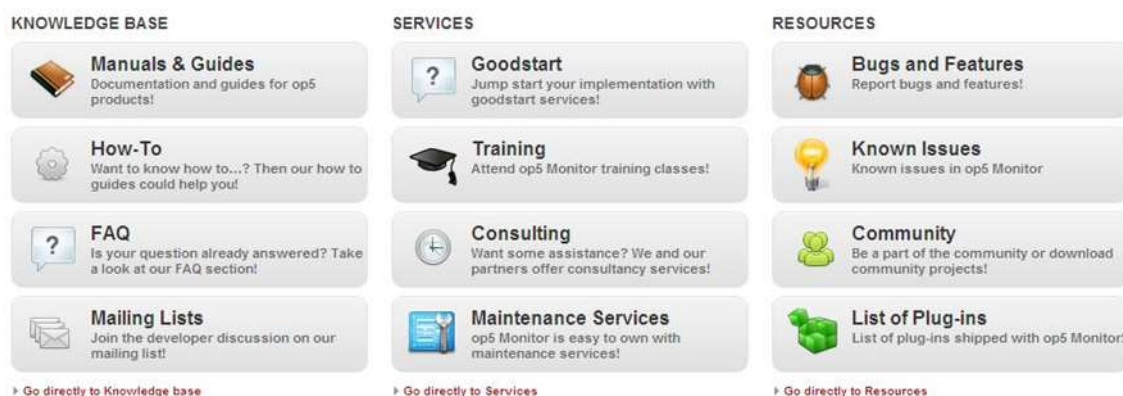 KNOWLEDGE BASE
Manuals & Guides
Documentation and guides for op5
products!
How-To
Want to know how to...? Then our how to
guides could help you!
?
FAQ
Is your question already answered? Take
a look at our FAQ section!
Mailing Lists
Join the developer discussion on our
mailing list!
Go directly to Knowledge base
SERVICES
?
Goodstart
Jump start your implementation with
goodstart services!
Training
Attend op5 Monitor training classes!
Consulting
Want some assistance? We and our
partners offer consultancy services!
Maintenance Services
op5 Monitor is easy to own with
maintenance services!
Go directly to Services
RESOURCES
Bugs and Features
Report bugs and features!
Known Issues
Known issues in op5 Monitor
Community
Be a part of the community or download
community projects!
List of Plug-ins
List of plug-ins shipped with op5 Monitor!
Go directly to Resources